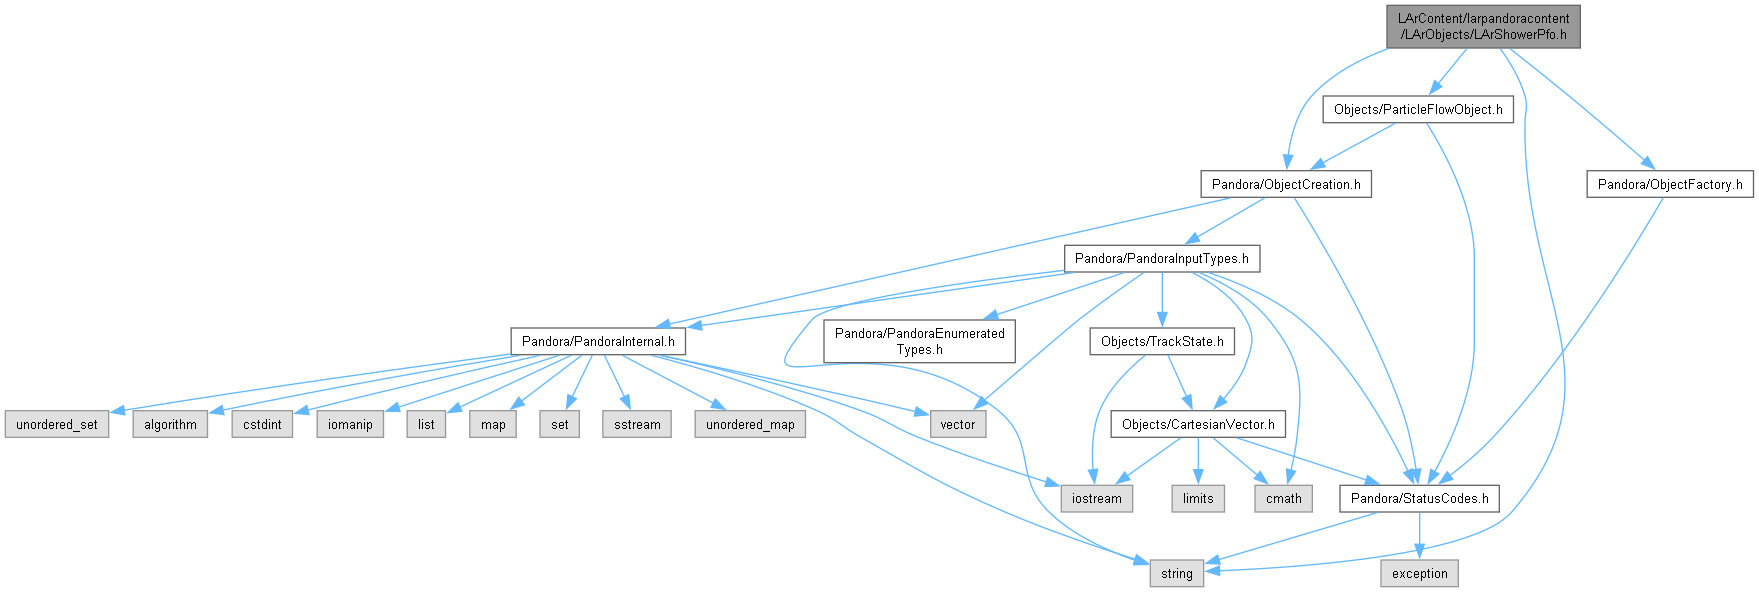 LArContent/larpandoracontent
/LArObjects/LArShowerPfo.h
Objects/ParticleFlowObject.h
Pandora/ObjectCreation.h
Pandora/ObjectFactory.h
Pandora/PandoraInputTypes.h
Pandora/PandoraInternal.h
Pandora/PandoraEnumerated
Types.h
Objects/TrackState.h
unordered_set
algorithm
cstdint
iomanip
list
map
set
sstream
unordered_map
vector
Objects/CartesianVector.h
iostream
limits
cmath
Pandora/StatusCodes.h
string
exception